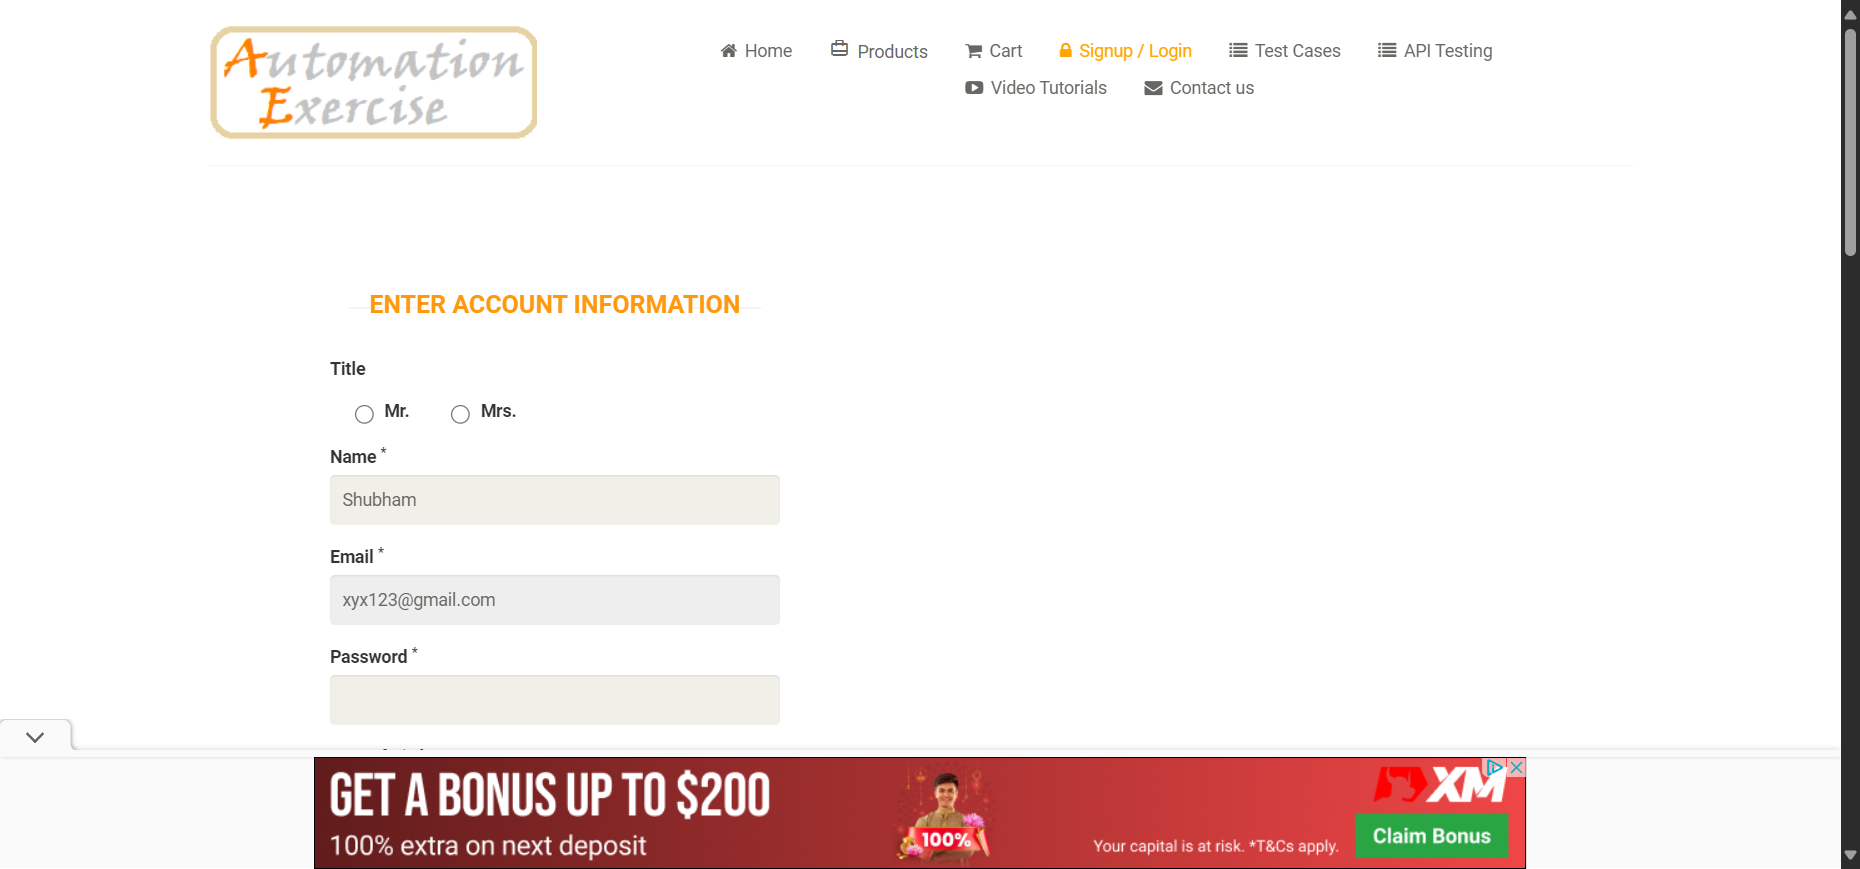 Automation
Exercise
Home Products Cart Signup / Login Test Cases API Testing
Video Tutorials Contact us
ENTER ACCOUNT INFORMATION
Title
Mr. Mrs.
Name *
Shubham
Email *
xyx123@gmail.com
Password *
GET A BONUS UP TO $200
100% extra on next deposit
100%
Your capital is at risk. *T&Cs apply.
XM
Claim Bonus